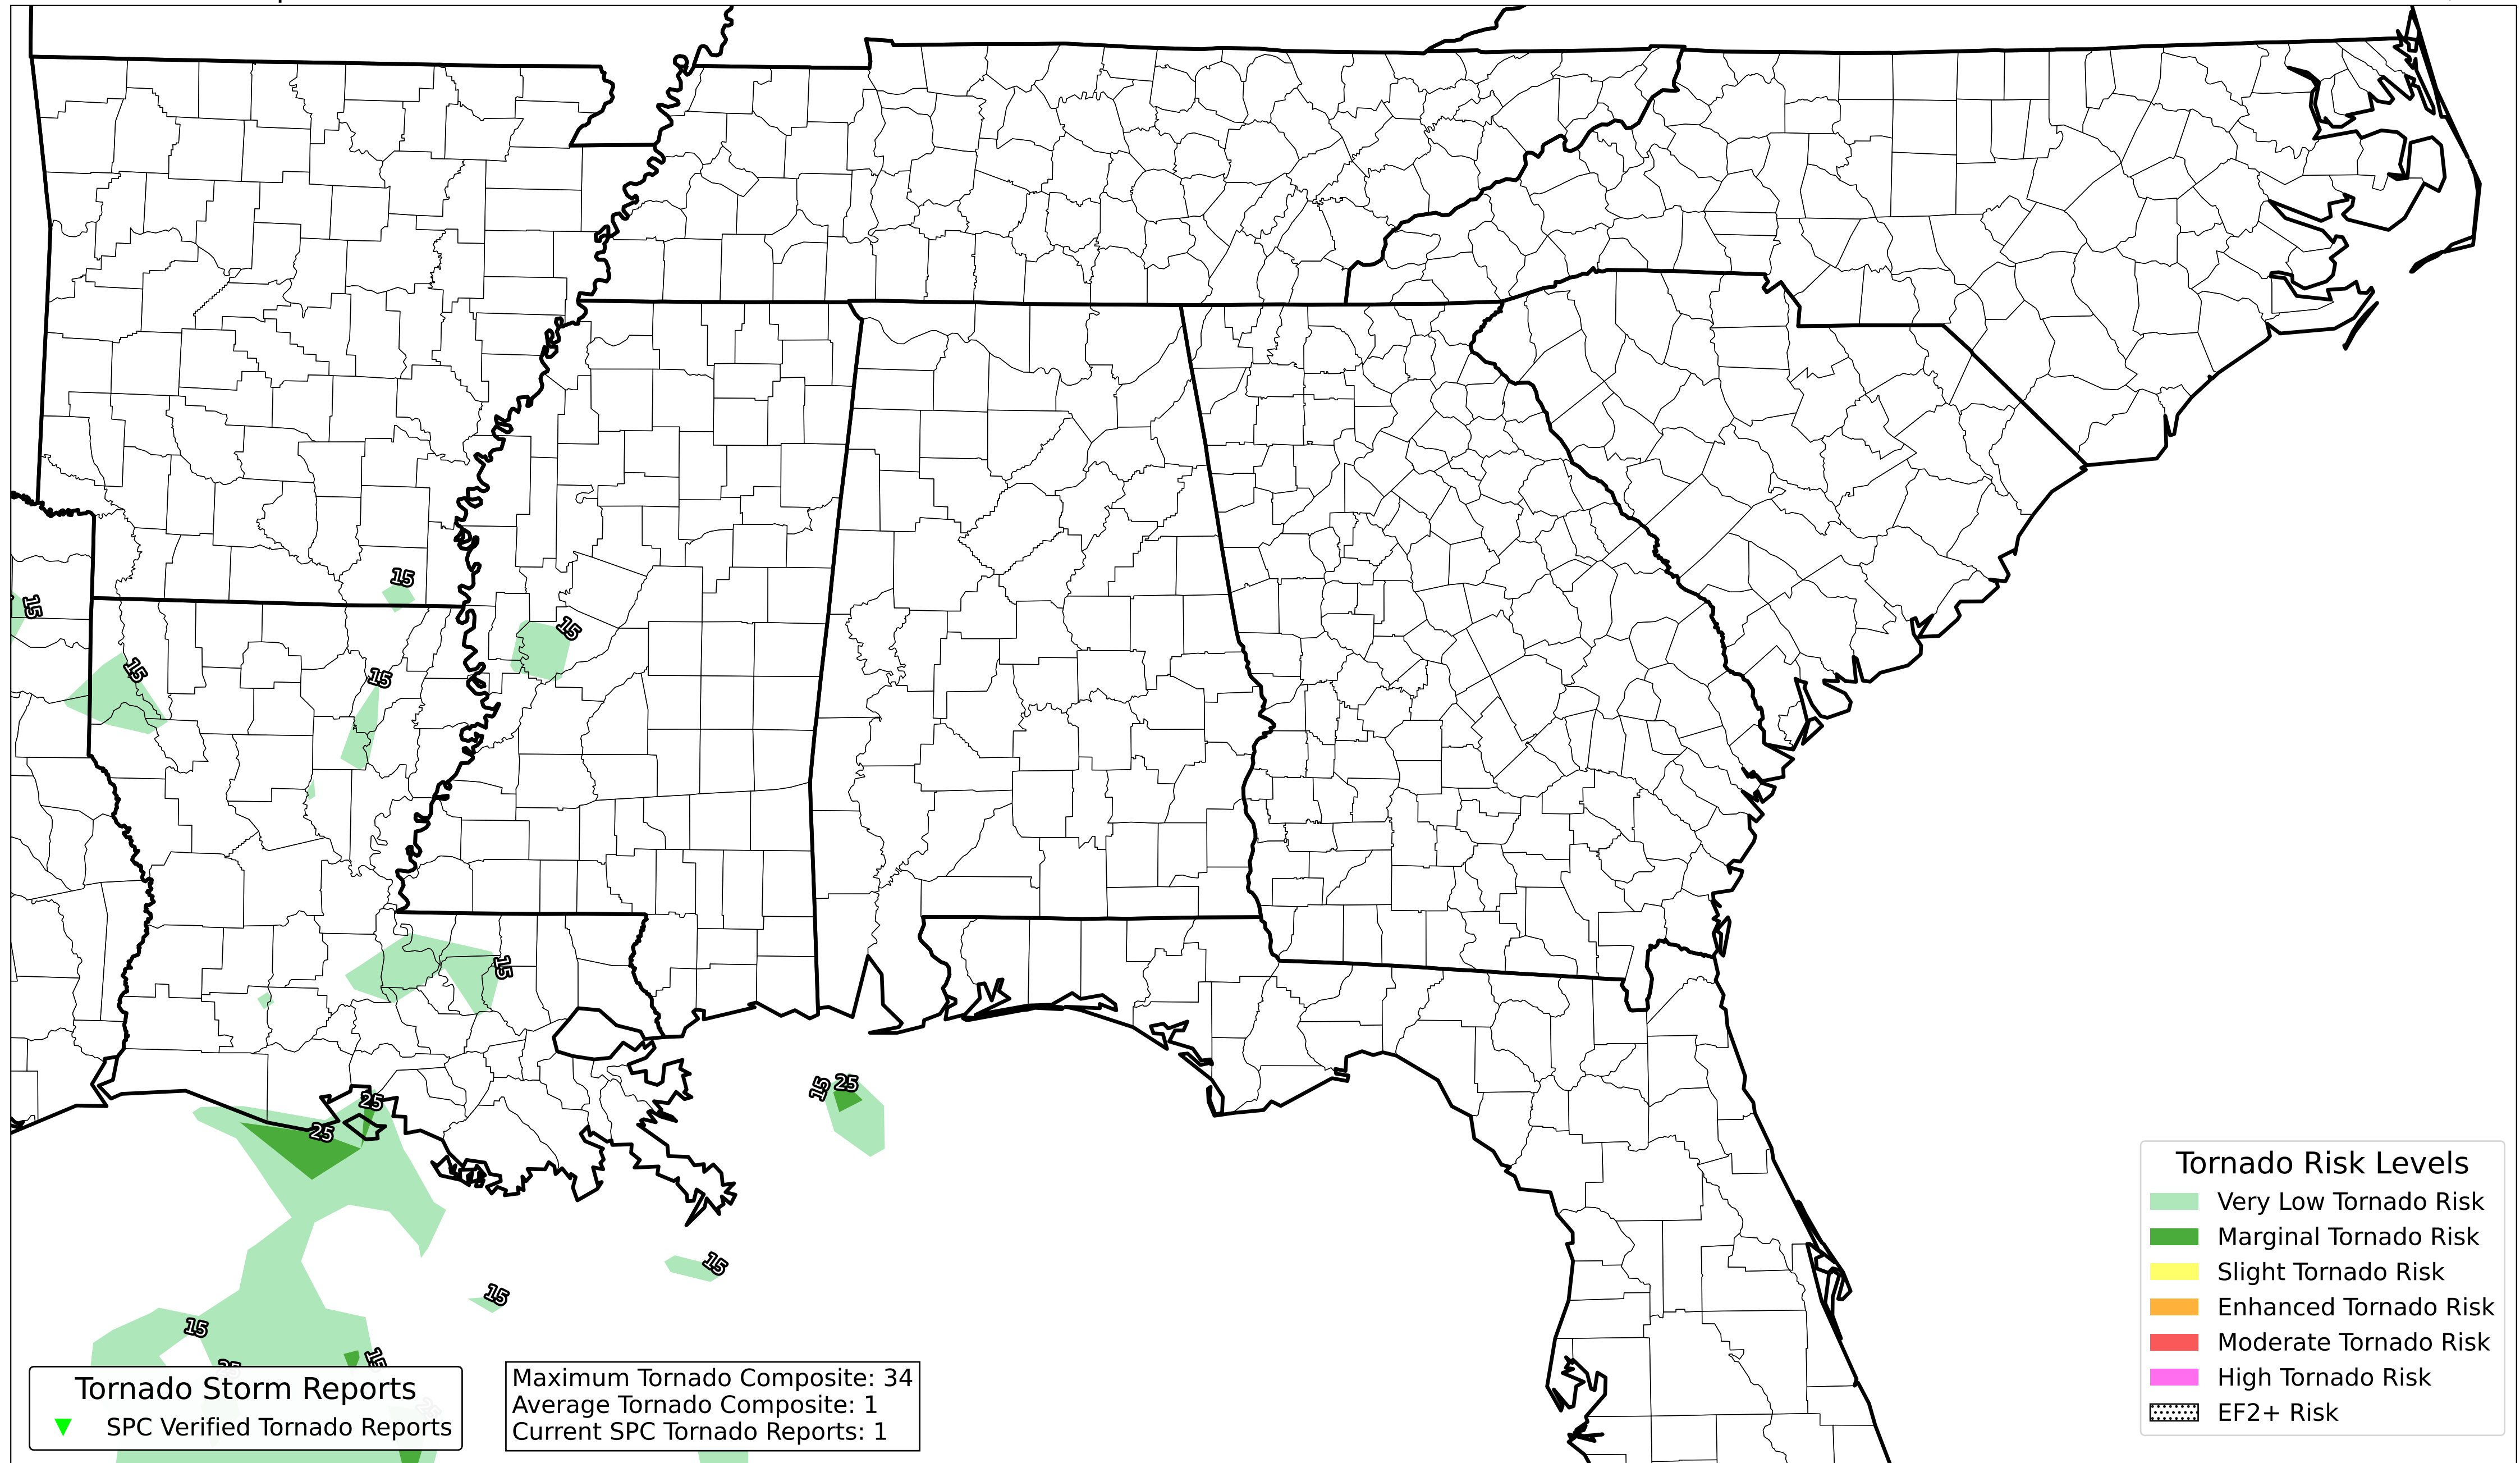 15
15
15
15
15
15
25
25
15
25
15
15
15
15
Tornado Storm Reports
SPC Verified Tornado Reports
Maximum Tornado Composite: 34
Average Tornado Composite: 1
Current SPC Tornado Reports: 1
Tornado Risk Levels
Very Low Tornado Risk
Marginal Tornado Risk
Slight Tornado Risk
Enhanced Tornado Risk
Moderate Tornado Risk
High Tornado Risk
EF2+ Risk